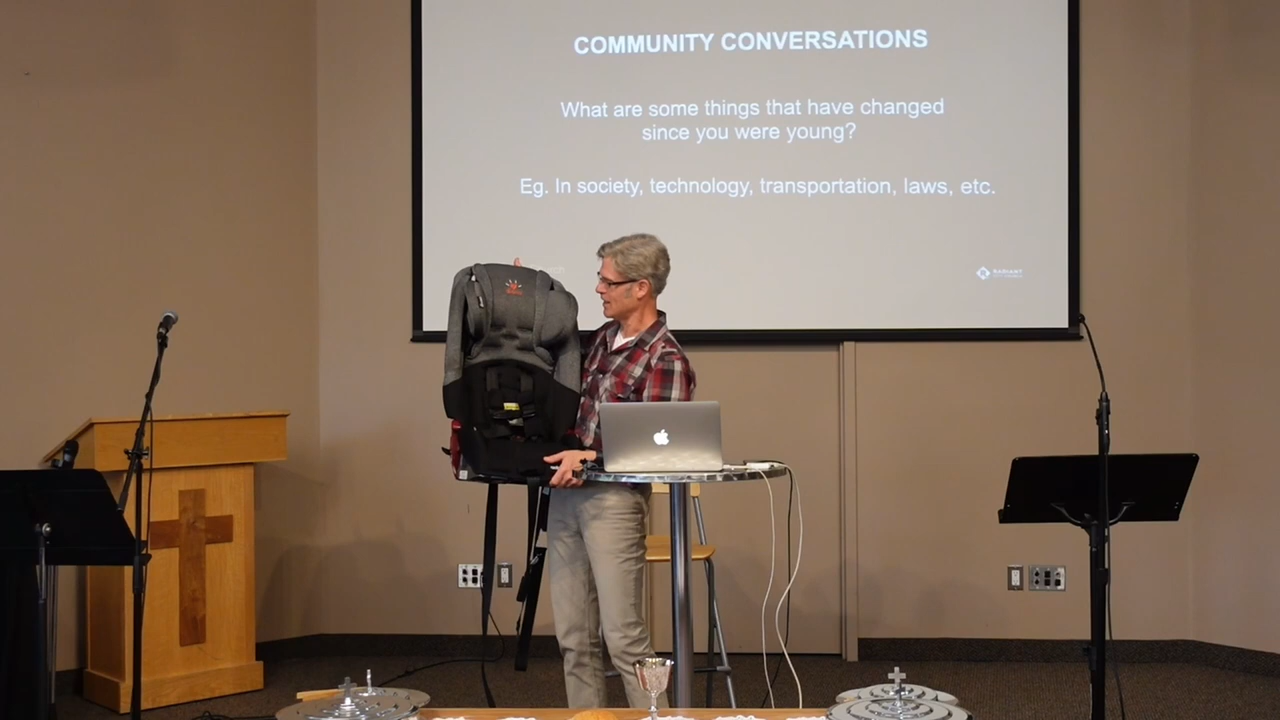 COMMUNITY CONVERSATIONS
What are some things that have changed
since you were young?
Eg. In society, technology, transportation, laws, etc.
RADIANT